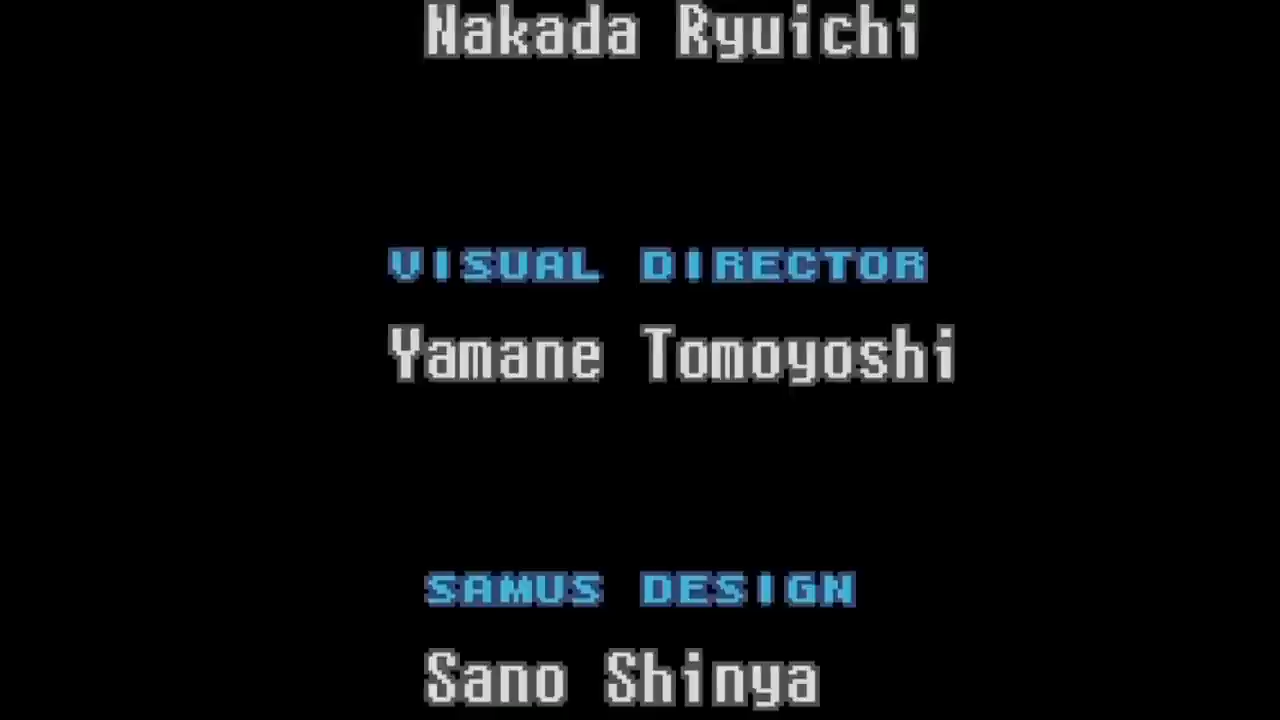 Nakada Ryuichi
VISUAL DIRECTOR
Yamane Tomoyoshi
SAMUS DESIGN
Sano Shinya